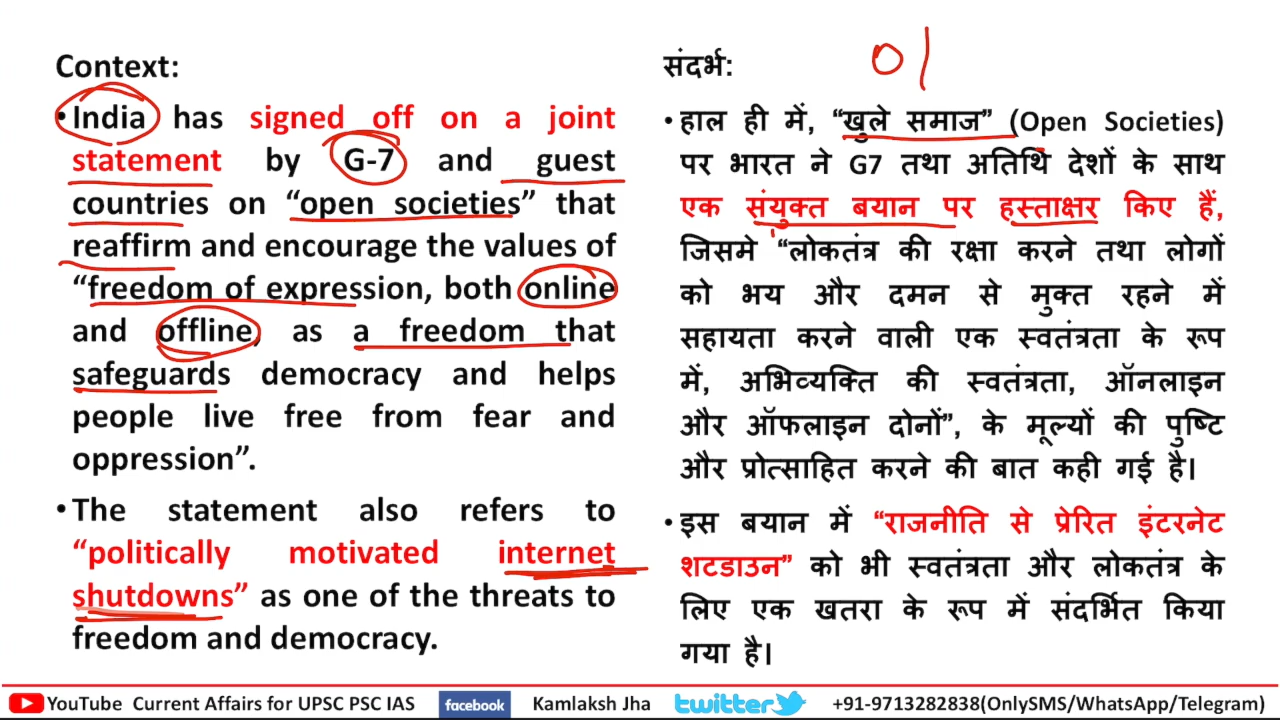 Context:
•India has signed off on a joint
statement by G-7 and guest
countries on “open societies” that
reaffirm and encourage the values of
“freedom of expression, both online
and offline, as a freedom that
safeguards democracy and helps
people live free from fear and
oppression”.
•The statement also refers to
“politically motivated internet
shutdowns” as one of the threats to
freedom and democracy.
संदर्भ:
•हाल ही में, “खुले समाज” (Open Societies)
पर भारत ने G7 तथा अतिथि देशों के साथ
एक संयुक्त बयान पर हस्ताक्षर किए हैं,
जिसमे “लोकतंत्र की रक्षा करने तथा लोगों
को भय और दमन से मुक्त रहने में
सहायता करने वाली एक स्वतंत्रता के रूप
में, अभिव्यक्ति की स्वतंत्रता, ऑनलाइन
और ऑफलाइन दोनों”, के मूल्यों की पुष्टि
और प्रोत्साहित करने की बात कही गई है।
•इस बयान में “राजनीति से प्रेरित इंटरनेट
शटडाउन” को भी स्वतंत्रता और लोकतंत्र के
लिए एक खतरा के रूप में संदर्भित किया
गया है।
YouTube Current Affairs for UPSC PSC IAS facebook Kamlaksh Jha twitter +91-9713282838(OnlySMS/WhatsApp/Telegram)